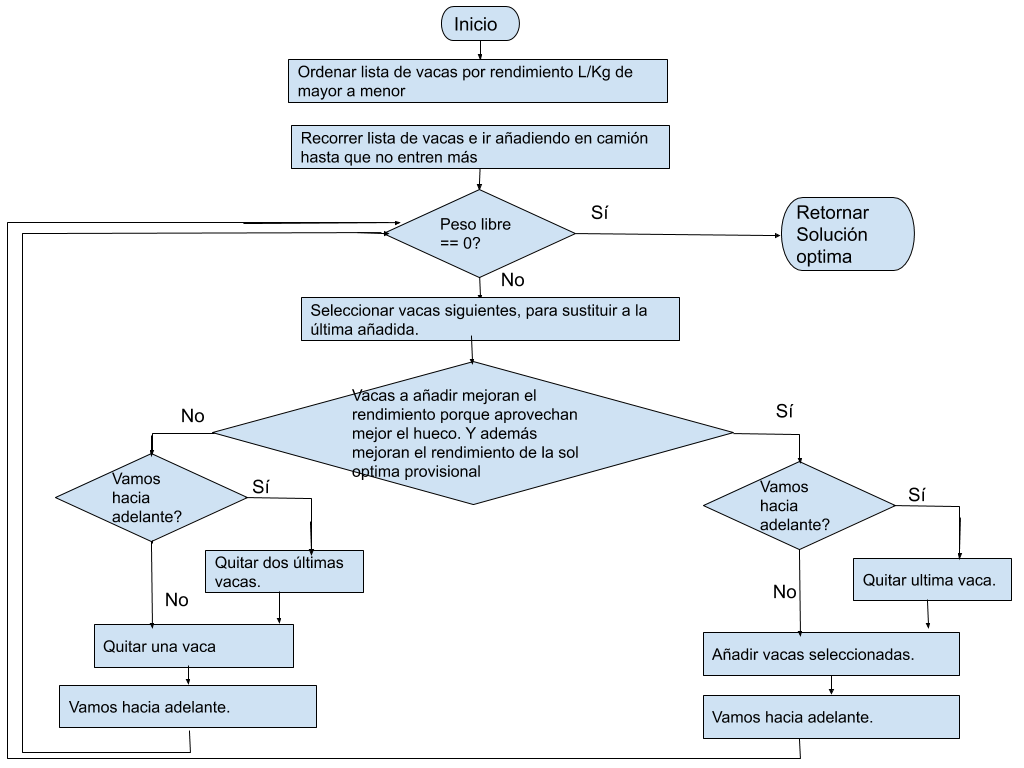 Inicio
Ordenar lista de vacas por rendimiento L/Kg de
mayor a menor
Recorrer lista de vacas e ir añadiendo en camión
hasta que no entren más
Peso libre
== 0?
Sí
Retornar
Solución
optima
No
Seleccionar vacas siguientes, para sustituir a la
última añadida.
Vacas a añadir mejoran el
rendimiento porque aprovechan
mejor el hueco. Y además
mejoran el rendimiento de la sol
optima provisional
No
Sí
Vamos
hacia
adelante?
Sí
Quitar dos últimas
vacas.
No
Quitar una vaca
Vamos hacia adelante.
Vamos
hacia
adelante?
Sí
Quitar ultima vaca.
No
Añadir vacas seleccionadas.
Vamos hacia adelante.